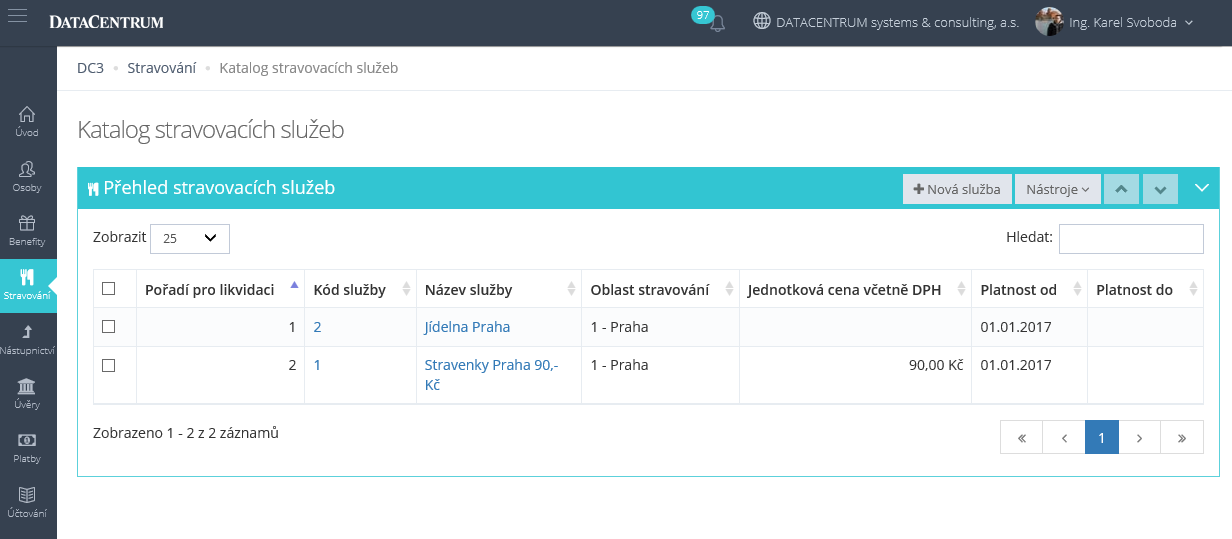 DATACENTRUM
97
DATACENTRUM systems & consulting, a.s.
Ing. Karel Svoboda
DC3 • Stravování • Katalog stravovacích služeb
Úvod
Osoby
Benefity
Stravování
Nástupnictví
Úvěry
Platby
Účtování
Katalog stravovacích služeb
Přehled stravovacích služeb
Nová služba
Nástroje
Zobrazit 25
Hledat:
Pořadí pro likvidaci Kód služby Název služby Oblast stravování Jednotková cena včetně DPH Platnost od Platnost do
1 2 Jídelna Praha 1 - Praha 01.01.2017
2 1 Stravenky Praha 90,- 1 - Praha 90,00 Kč 01.01.2017
Kč
Zobrazeno 1 - 2 z 2 záznamů
« ‹ 1 › »